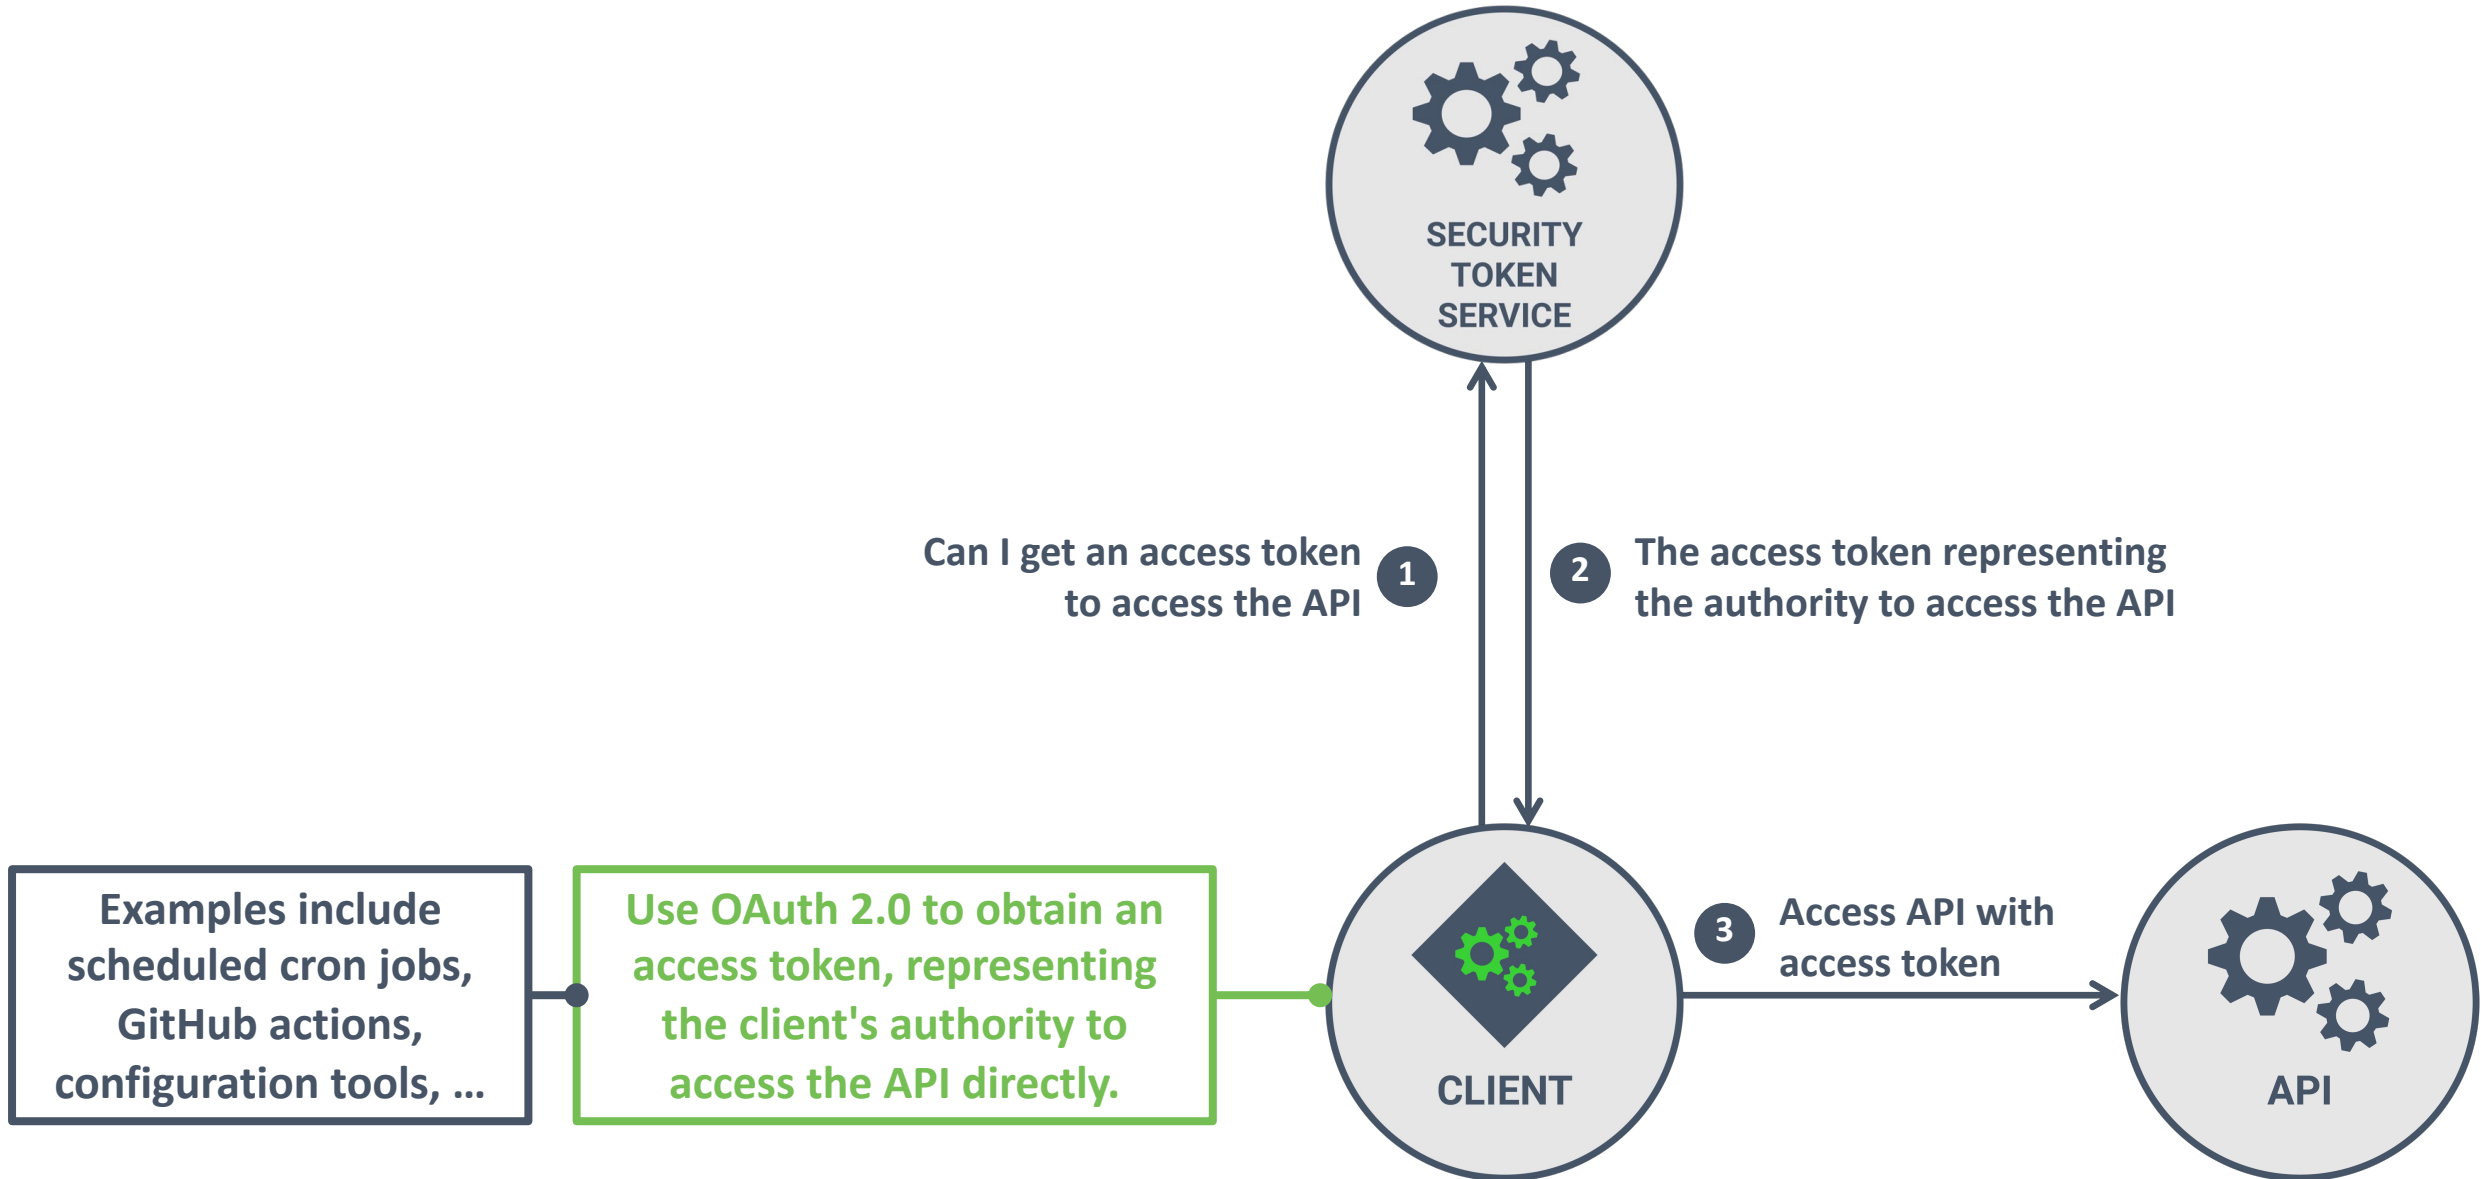 SECURITY
TOKEN
SERVICE
Can I get an access token
to access the API
1
2
The access token representing
the authority to access the API
Examples include
scheduled cron jobs,
GitHub actions,
configuration tools, ...
Use OAuth 2.0 to obtain an
access token, representing
the client's authority to
access the API directly.
CLIENT
3
Access API with
access token
API